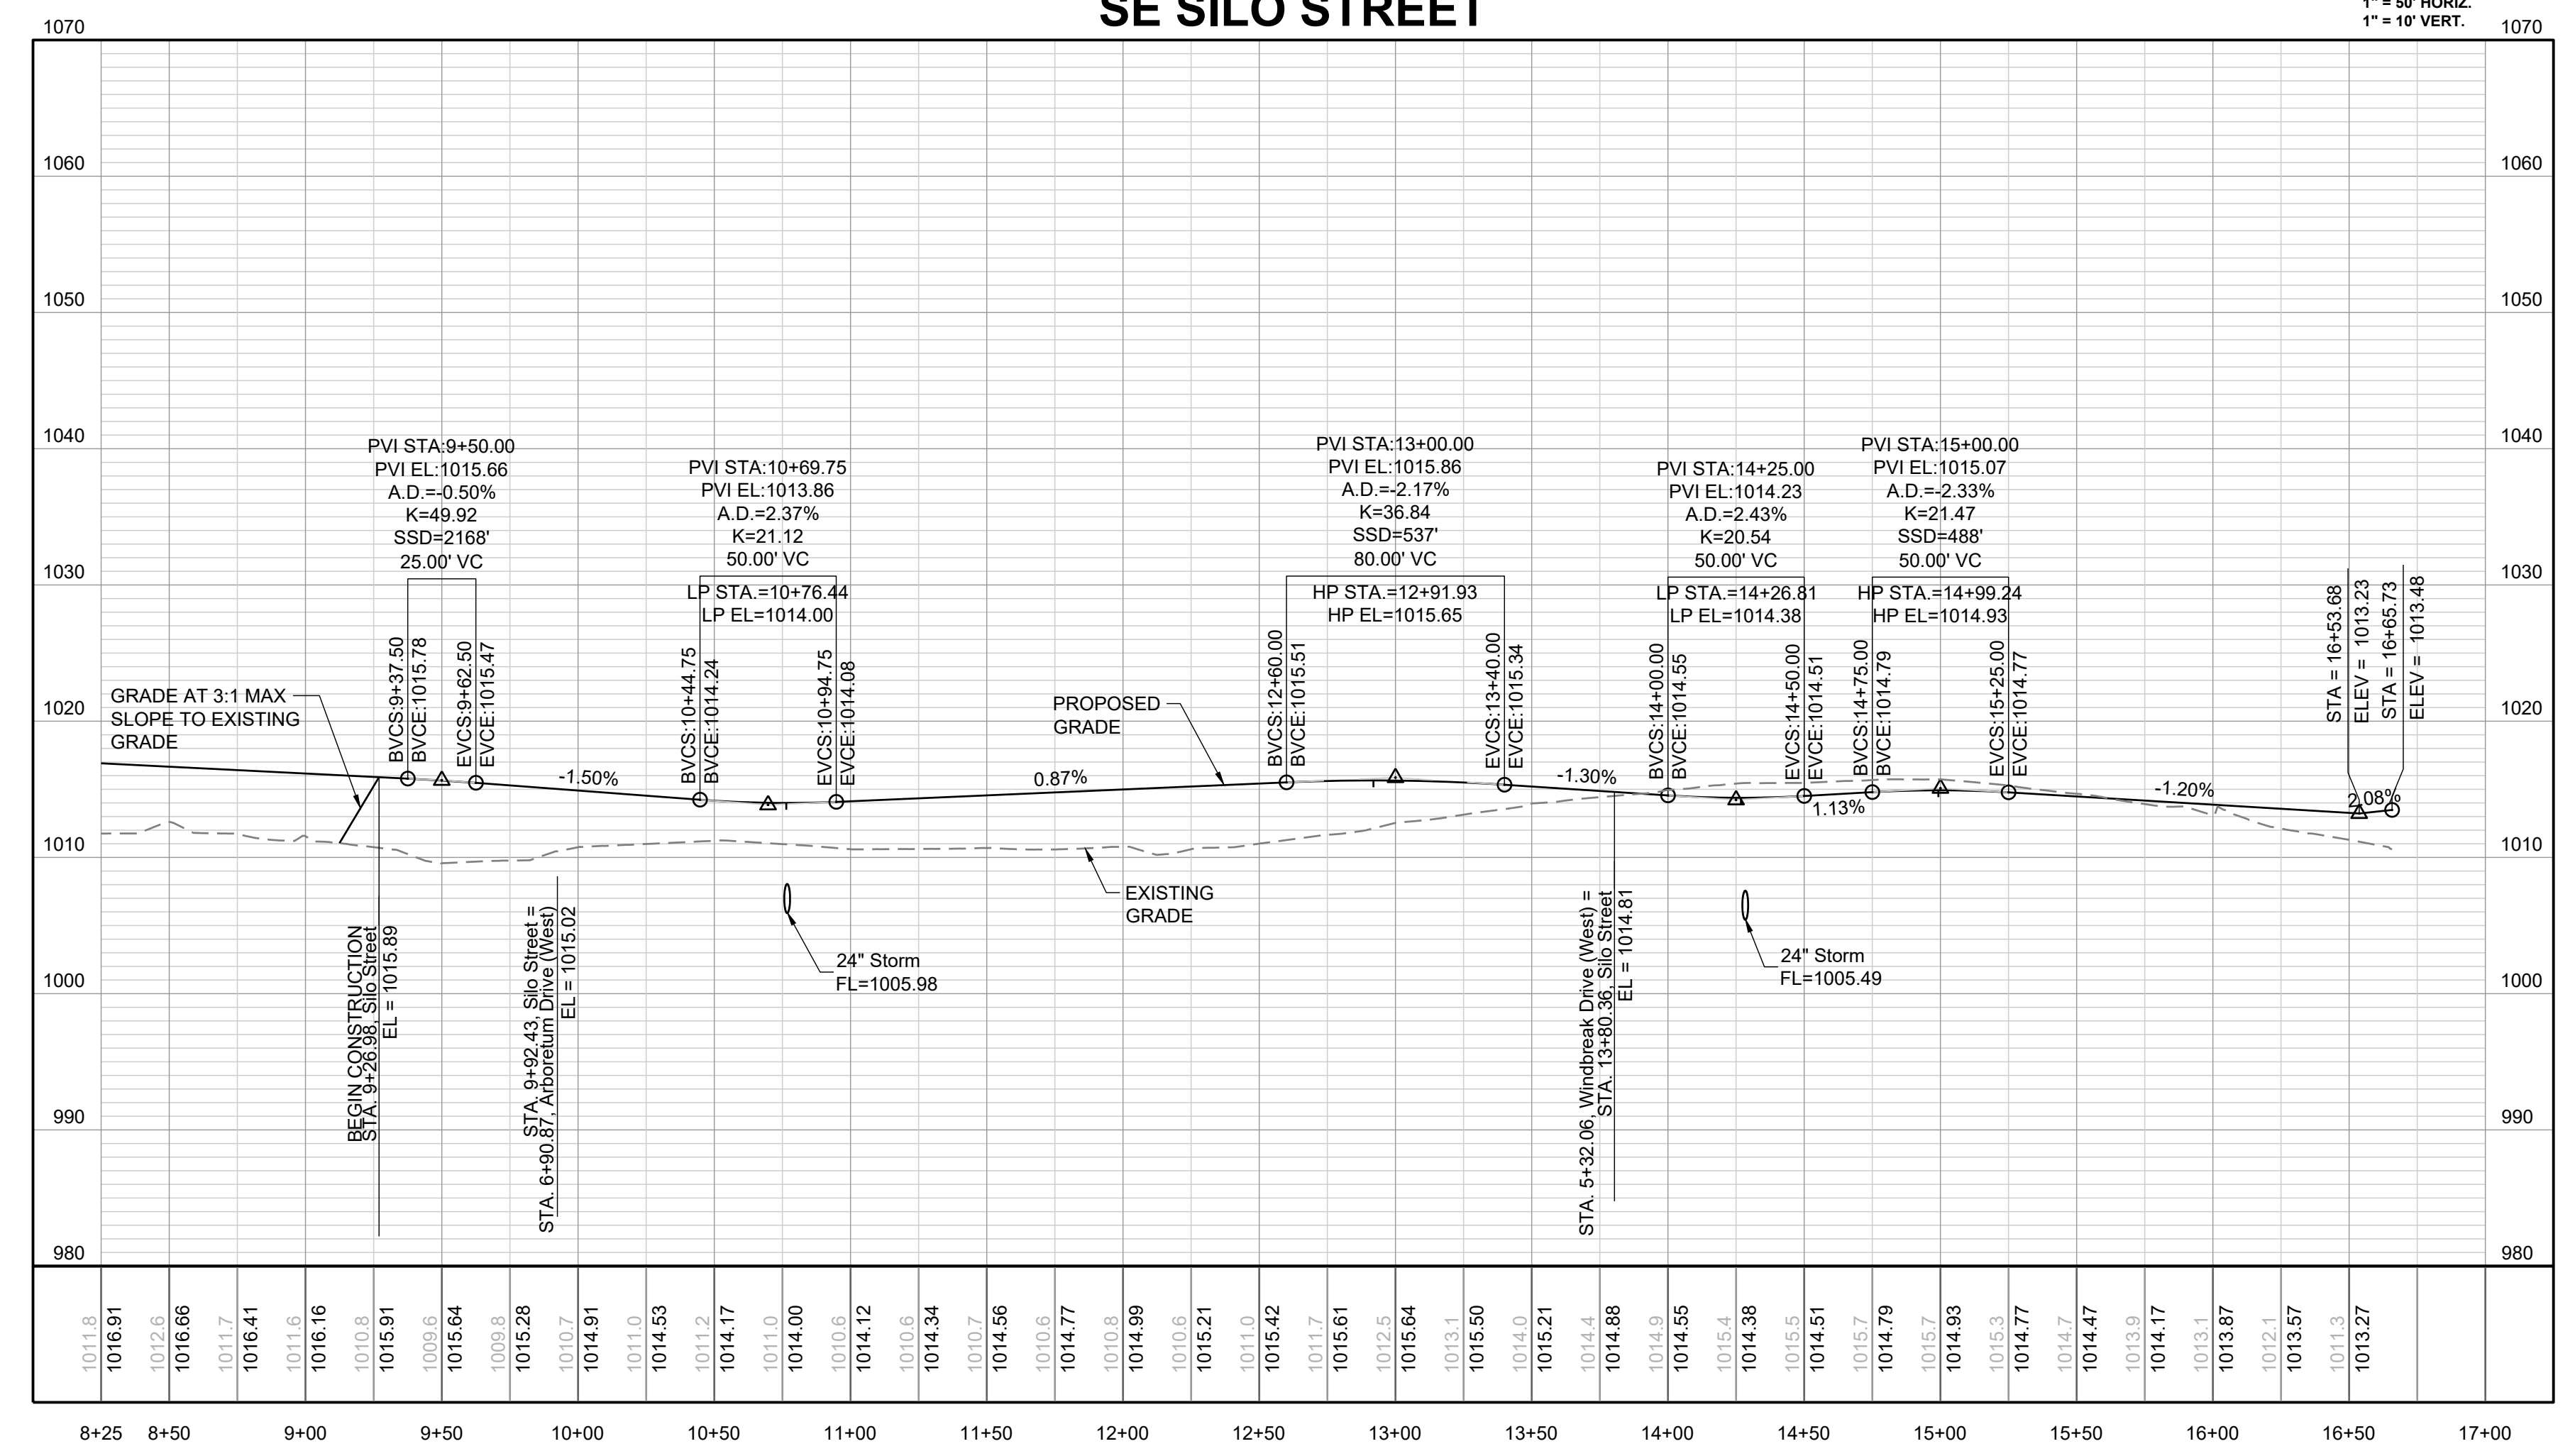 SE SILO STREET
1" = 50' HORIZ.
1" = 10' VERT.
1070
1070
1060
1060
1050
1050
1040
1040
1030
1030
1020
1020
1010
1010
1000
1000
990
990
980
980
PVI STA:9+50.00
PVI EL:1015.66
A.D.=-0.50%
K=49.92
SSD=2168'
25.00' VC
BVCS:9+37.50
BVCE:1015.78
EVCS:9+62.50
EVCE:1015.47
PVI STA:10+69.75
PVI EL:1013.86
A.D.=2.37%
K=21.12
50.00' VC
LP STA.=10+76.44
LP EL=1014.00
BVCS:10+44.75
BVCE:1014.24
EVCS:10+94.75
EVCE:1014.08
PVI STA:13+00.00
PVI EL:1015.86
A.D.=-2.17%
K=36.84
SSD=537'
80.00' VC
HP STA.=12+91.93
HP EL=1015.65
BVCS:12+60.00
BVCE:1015.51
EVCS:13+40.00
EVCE:1015.34
PVI STA:14+25.00
PVI EL:1014.23
A.D.=2.43%
K=20.54
50.00' VC
LP STA.=14+26.81
LP EL=1014.38
BVCS:14+00.00
BVCE:1014.55
EVCS:14+50.00
EVCE:1014.51
PVI STA:15+00.00
PVI EL:1015.07
A.D.=-2.33%
K=21.47
SSD=488'
50.00' VC
HP STA.=14+99.24
HP EL=1014.93
BVCS:14+75.00
BVCE:1014.79
EVCS:15+25.00
EVCE:1014.77
STA = 16+53.68
ELEV = 1013.23
STA = 16+65.73
ELEV = 1013.48
GRADE AT 3:1 MAX
SLOPE TO EXISTING
GRADE
PROPOSED
GRADE
-1.50%
0.87%
-1.30%
1.13%
-1.20%
2.08%
EXISTING
GRADE
BEGIN CONSTRUCTION
STA. 9+26.98, Silo Street
EL = 1015.89
STA. 9+92.43, Silo Street =
STA. 6+90.87, Arboretum Drive (West)
EL = 1015.02
24" Storm
FL=1005.98
STA. 5+32.06, Windbreak Drive (West) =
STA. 13+80.36, Silo Street
EL = 1014.81
24" Storm
FL=1005.49
1011.8
1016.91
1012.6
1016.66
1011.7
1016.41
1011.6
1016.16
1010.8
1015.91
1009.6
1015.64
1009.8
1015.28
1010.7
1014.91
1011.0
1014.53
1011.2
1014.17
1011.0
1014.00
1010.6
1014.12
1010.6
1014.34
1010.7
1014.56
1010.6
1014.77
1010.8
1014.99
1010.6
1015.21
1011.0
1015.42
1011.7
1015.61
1012.5
1015.64
1013.1
1015.50
1014.0
1015.21
1014.4
1014.88
1014.9
1014.55
1015.4
1014.38
1015.5
1014.51
1015.7
1014.79
1015.7
1014.93
1015.3
1014.77
1014.7
1014.47
1013.9
1014.17
1013.1
1013.87
1012.1
1013.57
1011.3
1013.27
8+25
8+50
9+00
9+50
10+00
10+50
11+00
11+50
12+00
12+50
13+00
13+50
14+00
14+50
15+00
15+50
16+00
16+50
17+00